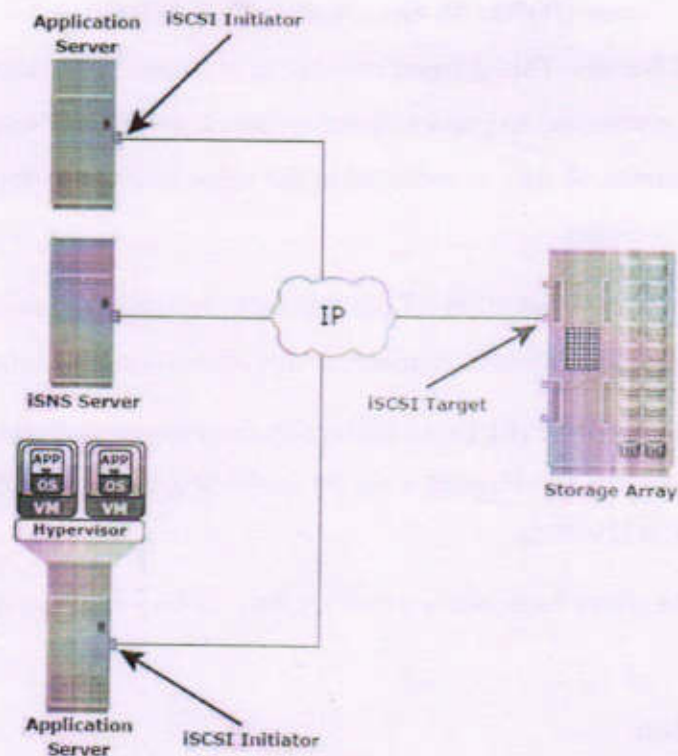 Application
Server
iSCSI Initiator
IP
iSNS Server
iSCSI Target
Storage Array
APP
OS
VM
APP
OS
VM
Hypervisor
Application
Server
iSCSI Initiator